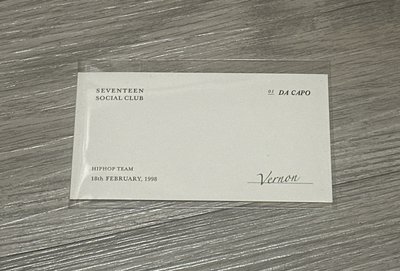 SEVENTEEN
SOCIAL CLUB
01 DA CAPO
HIPHOP TEAM
18th FEBRUARY, 1998
Vernon